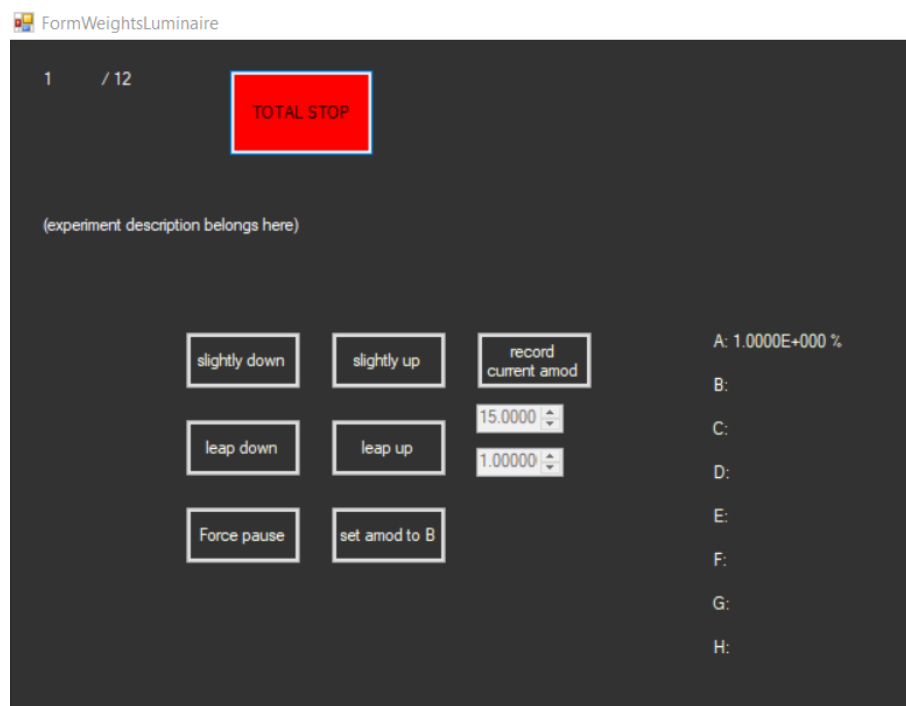 FormWeightsLuminaire
1 / 12
TOTAL STOP
(experiment description belongs here)
slightly down
slightly up
record
current amod
A: 1.0000E+000 %
B:
15.0000
C:
leap down
leap up
1.00000
D:
E:
Force pause
set amod to B
F:
G:
H: